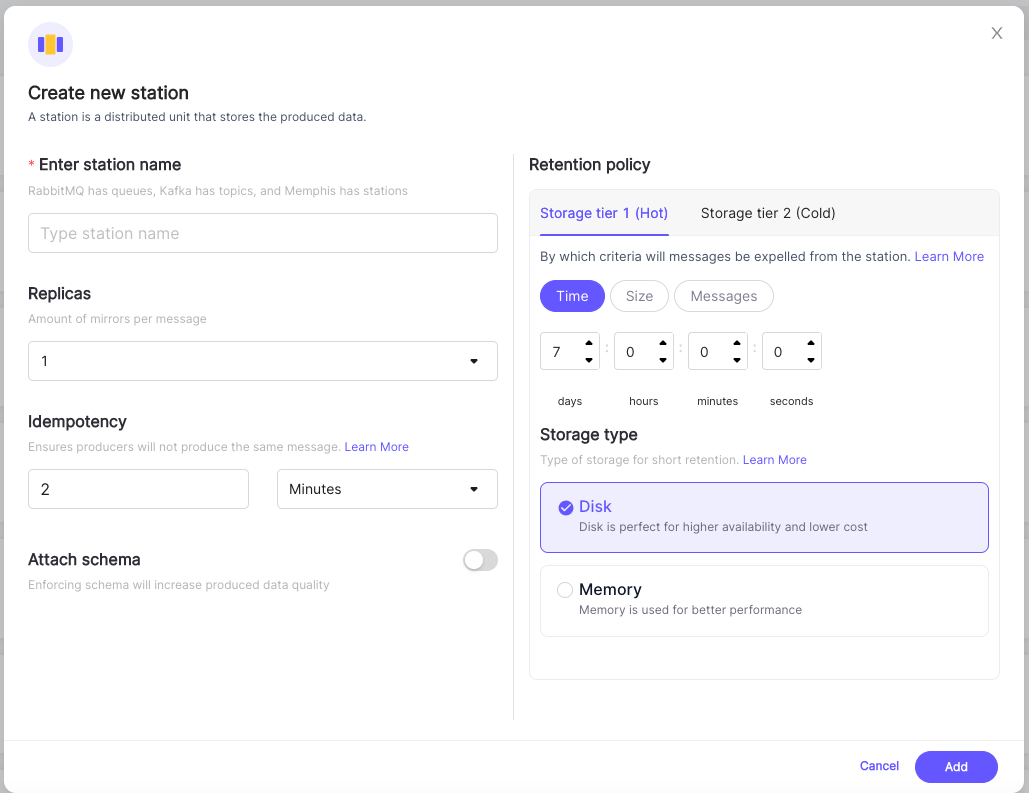 Create new station
A station is a distributed unit that stores the produced data.
* Enter station name
RabbitMQ has queues, Kafka has topics, and Memphis has stations
Type station name
Replicas
Amount of mirrors per message
1
Idempotency
Ensures producers will not produce the same message. Learn More
2
Minutes
Attach schema
Enforcing schema will increase produced data quality
Retention policy
Storage tier 1 (Hot)
Storage tier 2 (Cold)
By which criteria will messages be expelled from the station. Learn More
Time
Size
Messages
7 : 0 : 0 : 0
days hours minutes seconds
Storage type
Type of storage for short retention. Learn More
Disk
Disk is perfect for higher availability and lower cost
Memory
Memory is used for better performance
Cancel
Add